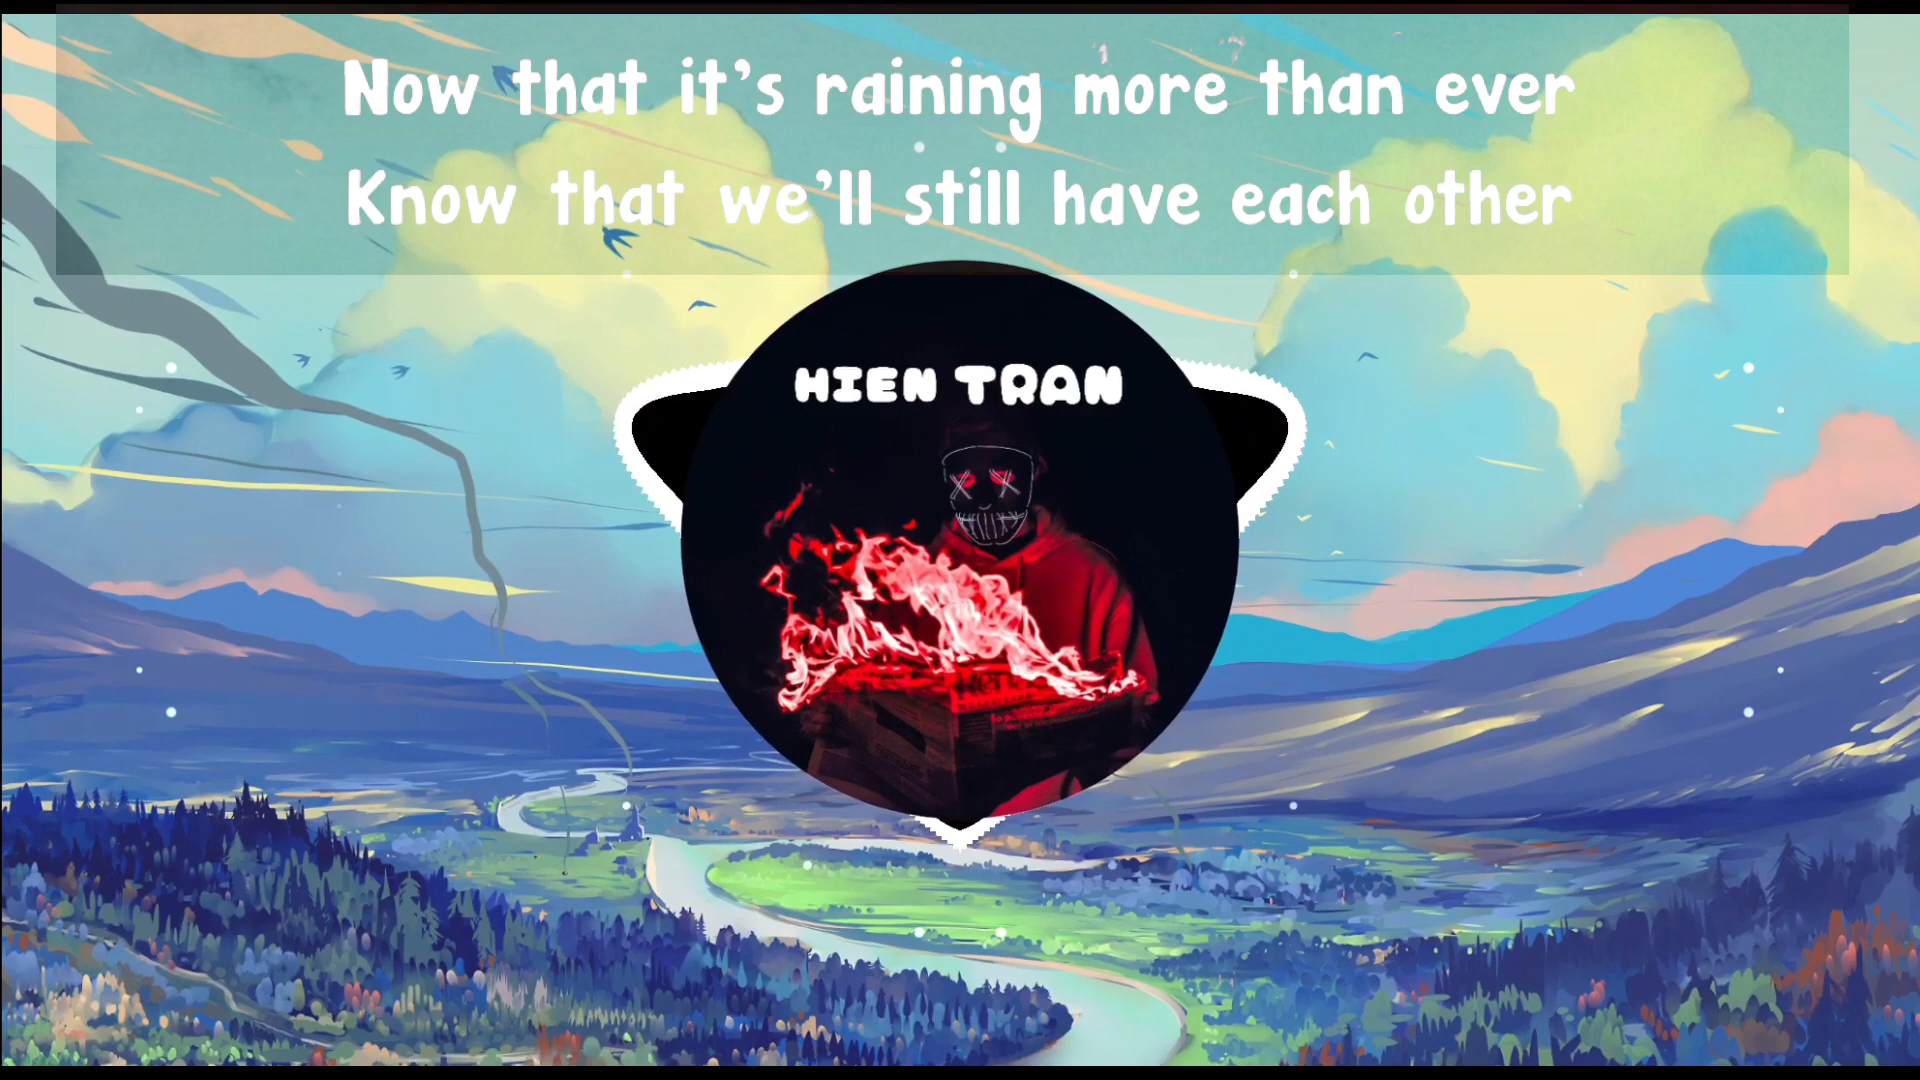 Now that it's raining more than ever
Know that we'll still have each other
HIEN TRAN